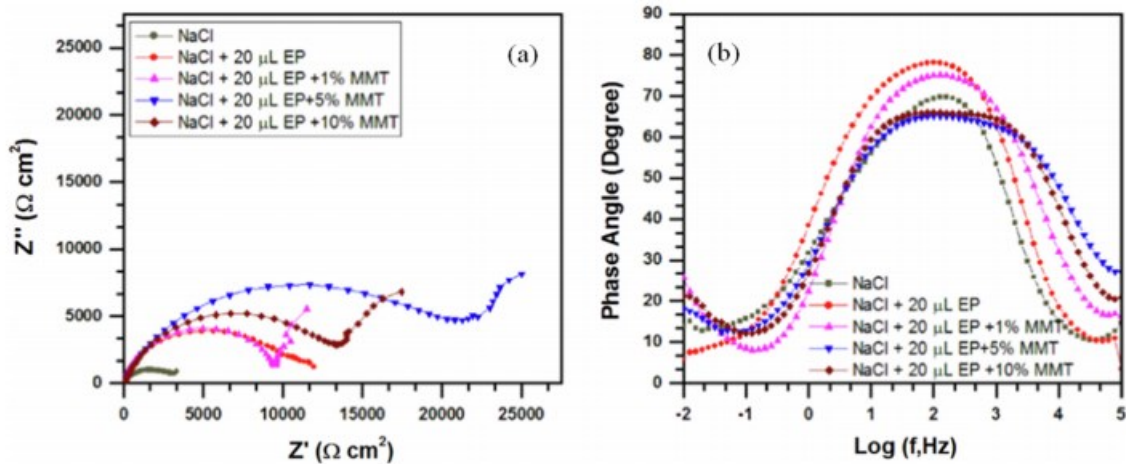 (a)
NaCl
NaCl + 20 μL EP
NaCl + 20 μL EP +1% MMT
NaCl + 20 μL EP+5% MMT
NaCl + 20 μL EP +10% MMT
25000
20000
15000
10000
5000
0
Z'' (Ω cm²)
0 5000 10000 15000 20000 25000
Z' (Ω cm²)
(b)
90
80
70
60
50
40
30
20
10
0
Phase Angle (Degree)
NaCl
NaCl + 20 μL EP
NaCl + 20 μL EP +1% MMT
NaCl + 20 μL EP+5% MMT
NaCl + 20 μL EP +10% MMT
-2 -1 0 1 2 3 4 5
Log (f,Hz)